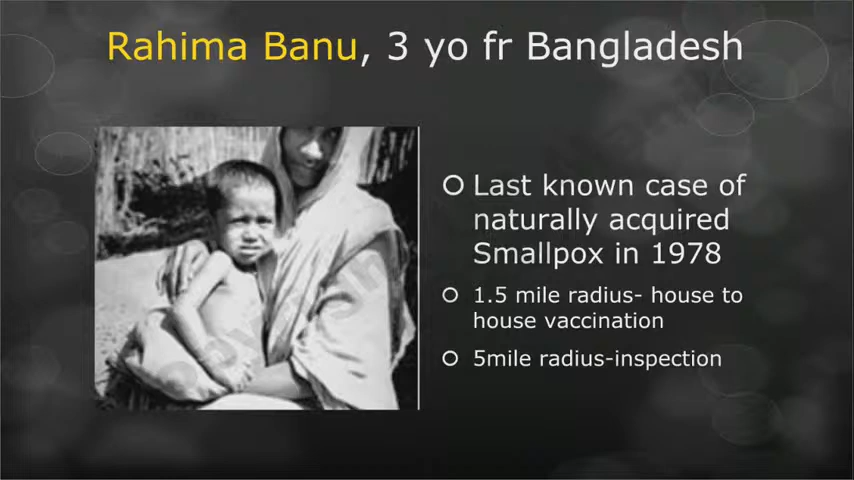 Rahima Banu, 3 yo fr Bangladesh
Last known case of
naturally acquired
Smallpox in 1978
1.5 mile radius- house to
house vaccination
5mile radius-inspection